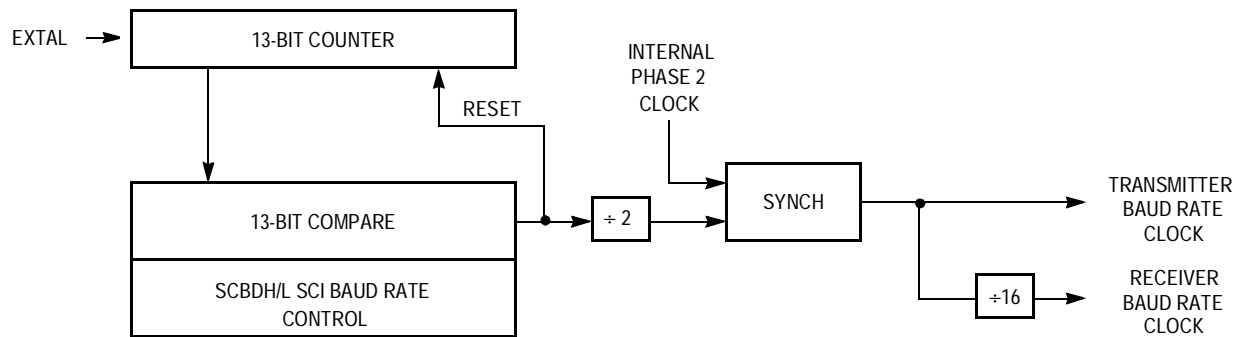 EXTAL
13-BIT COUNTER
INTERNAL
PHASE 2
CLOCK
RESET
13-BIT COMPARE
÷ 2
SYNCH
TRANSMITTER
BAUD RATE
CLOCK
SCBDH/L SCI BAUD RATE
CONTROL
÷16
RECEIVER
BAUD RATE
CLOCK